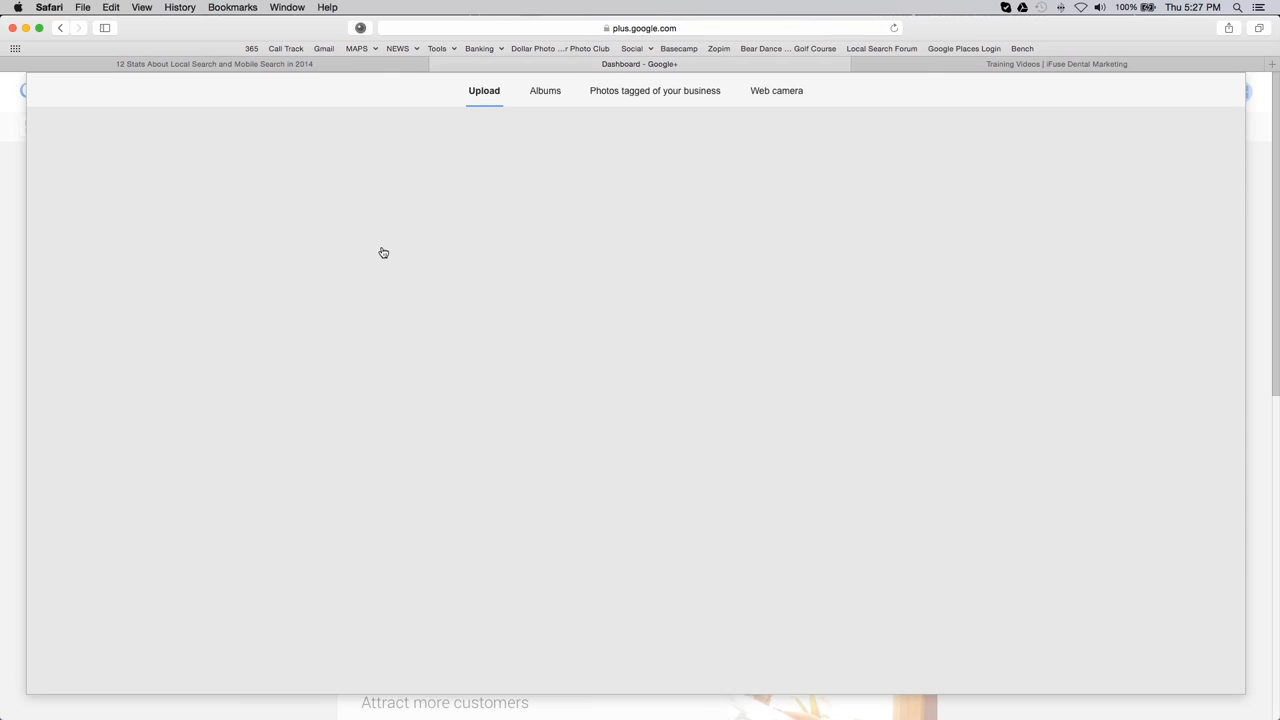 Safari File Edit View History Bookmarks Window Help 100% Thu 5:27 PM
plus.google.com
365 Call Track Gmail MAPS NEWS Tools Banking Dollar Photo ...r Photo Club Social Basecamp Zopim Bear Dance ... Golf Course Local Search Forum Google Places Login Bench
12 Stats About Local Search and Mobile Search in 2014 Dashboard - Google+ Training Videos | iFuse Dental Marketing
Upload Albums Photos tagged of your business Web camera
Attract more customers